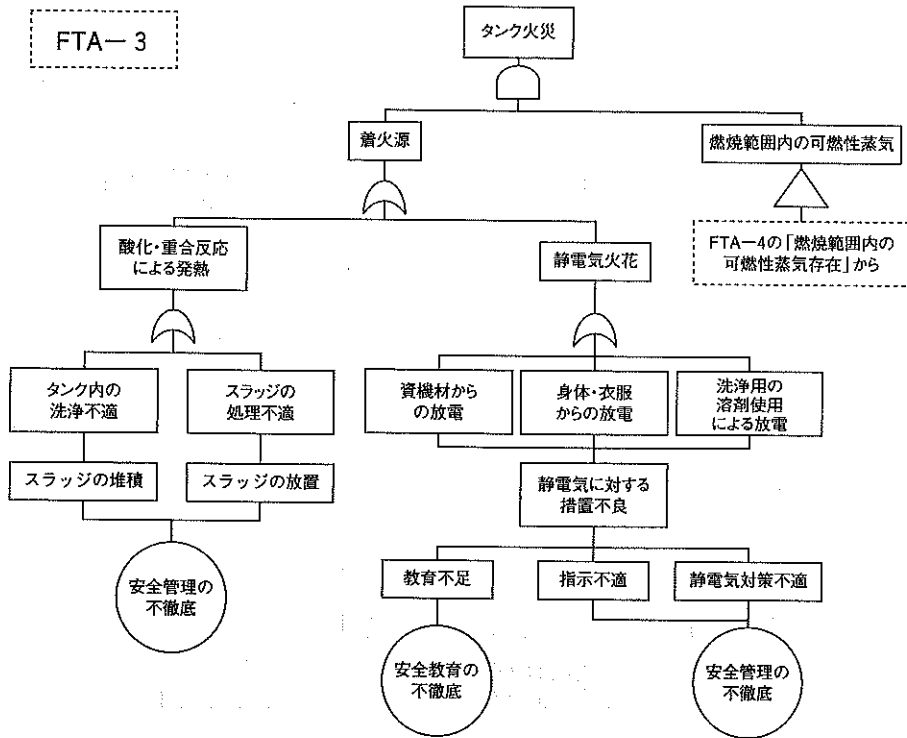 FTA－3
タンク火災
着火源
燃焼範囲内の可燃性蒸気
FTA－4の「燃焼範囲内の
可燃性蒸気存在」から
酸化・重合反応
による発熱
静電気火花
タンク内の
洗浄不適
スラッジの
処理不適
資機材から
の放電
身体・衣服
からの放電
洗浄用の
溶剤使用
による放電
スラッジの堆積
スラッジの放置
静電気に対する
措置不良
教育不足
指示不適
静電気対策不適
安全管理の
不徹底
安全教育の
不徹底
安全管理の
不徹底